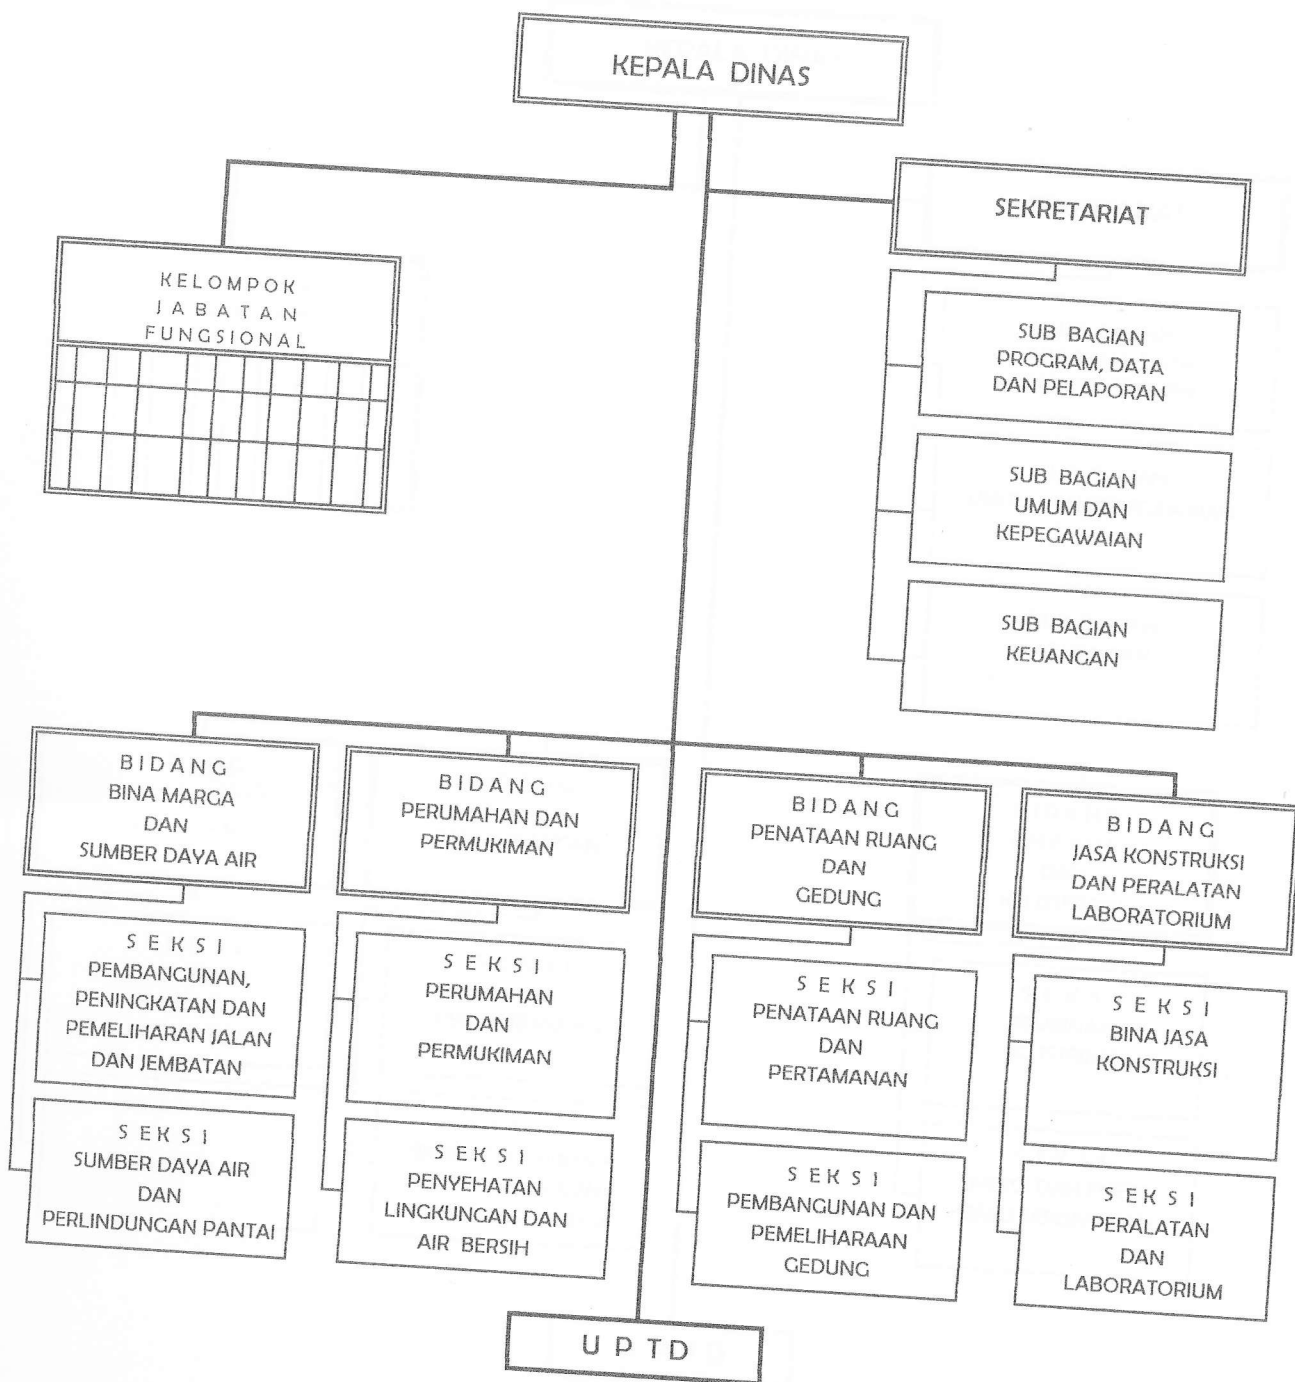 KEPALA DINAS
SEKRETARIAT
KELOMPOK
JABATAN
FUNGSIONAL
SUB BAGIAN
PROGRAM, DATA
DAN PELAPORAN
SUB BAGIAN
UMUM DAN
KEPEGAWAIAN
SUB BAGIAN
KEUANGAN
BIDANG
BINA MARGA
DAN
SUMBER DAYA AIR
BIDANG
PERUMAHAN DAN
PERMUKIMAN
BIDANG
PENATAAN RUANG
DAN
GEDUNG
BIDANG
JASA KONSTRUKSI
DAN PERALATAN
LABORATORIUM
SEKSI
PEMBANGUNAN,
PENINGKATAN DAN
PEMELIHARAN JALAN
DAN JEMBATAN
SEKSI
PERUMAHAN
DAN
PERMUKIMAN
SEKSI
PENATAAN RUANG
DAN
PERTAMANAN
SEKSI
BINA JASA
KONSTRUKSI
SEKSI
SUMBER DAYA AIR
DAN
PERLINDUNGAN PANTAI
SEKSI
PENYEHATAN
LINGKUNGAN DAN
AIR BERSIH
SEKSI
PEMBANGUNAN DAN
PEMELIHARAAN
GEDUNG
SEKSI
PERALATAN
DAN
LABORATORIUM
UPTD